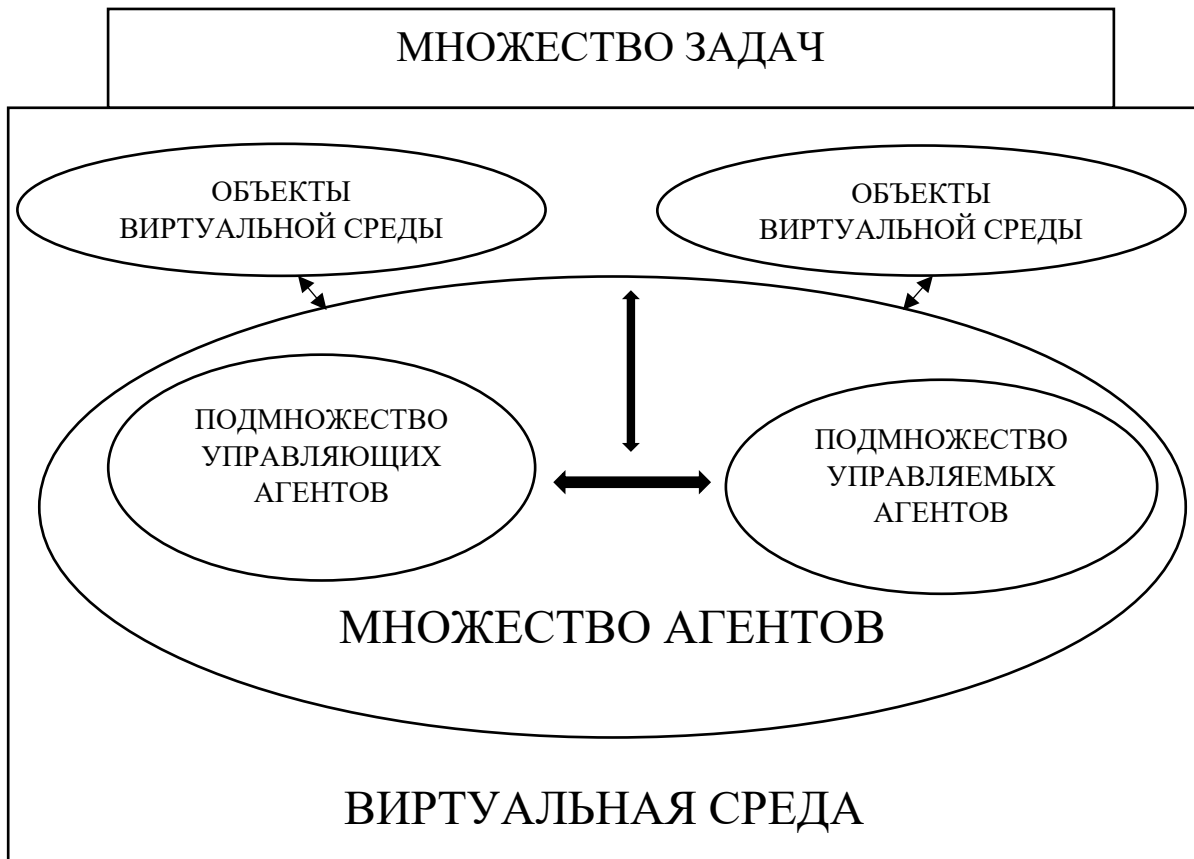 МНОЖЕСТВО ЗАДАЧ
ОБЪЕКТЫ
ВИРТУАЛЬНОЙ СРЕДЫ
ОБЪЕКТЫ
ВИРТУАЛЬНОЙ СРЕДЫ
ПОДМНОЖЕСТВО
УПРАВЛЯЮЩИХ
АГЕНТОВ
ПОДМНОЖЕСТВО
УПРАВЛЯЕМЫХ
АГЕНТОВ
МНОЖЕСТВО АГЕНТОВ
ВИРТУАЛЬНАЯ СРЕДА